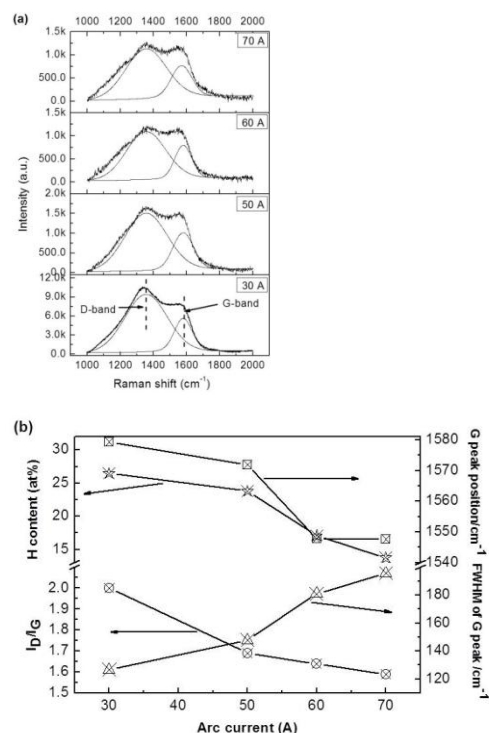 (a)
1000 1200 1400 1600 1800 2000
1.5k
70 A
1.0k
500.0
0.0
1.5k
60 A
1.0k
500.0
0.0
2.0k
50 A
1.5k
1.0k
500.0
0.0
12.0k
30 A
9.0k
D-band
G-band
6.0k
3.0k
0.0
Intensity (a.u.)
1000 1200 1400 1600 1800 2000
Raman shift (cm-1)
(b)
30
25
20
15
H content (at%)
1580
1570
1560
1550
1540
G peak position/cm-1
2.0
1.9
1.8
1.7
1.6
1.5
ID/IG
180
160
140
120
FWHM of G peak /cm-1
30 40 50 60 70
Arc current (A)